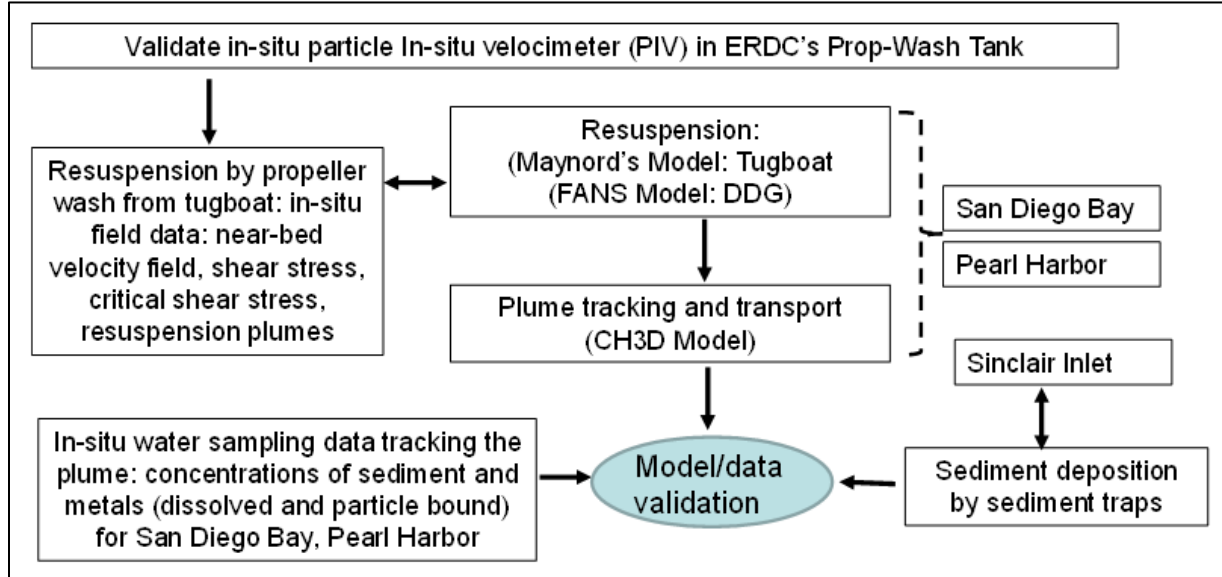 Validate in-situ particle In-situ velocimeter (PIV) in ERDC's Prop-Wash Tank
Resuspension by propeller
wash from tugboat: in-situ
field data: near-bed
velocity field, shear stress,
critical shear stress,
resuspension plumes
Resuspension:
(Maynord's Model: Tugboat
(FANS Model: DDG)
San Diego Bay
Pearl Harbor
Plume tracking and transport
(CH3D Model)
Sinclair Inlet
In-situ water sampling data tracking the
plume: concentrations of sediment and
metals (dissolved and particle bound)
for San Diego Bay, Pearl Harbor
Model/data
validation
Sediment deposition
by sediment traps